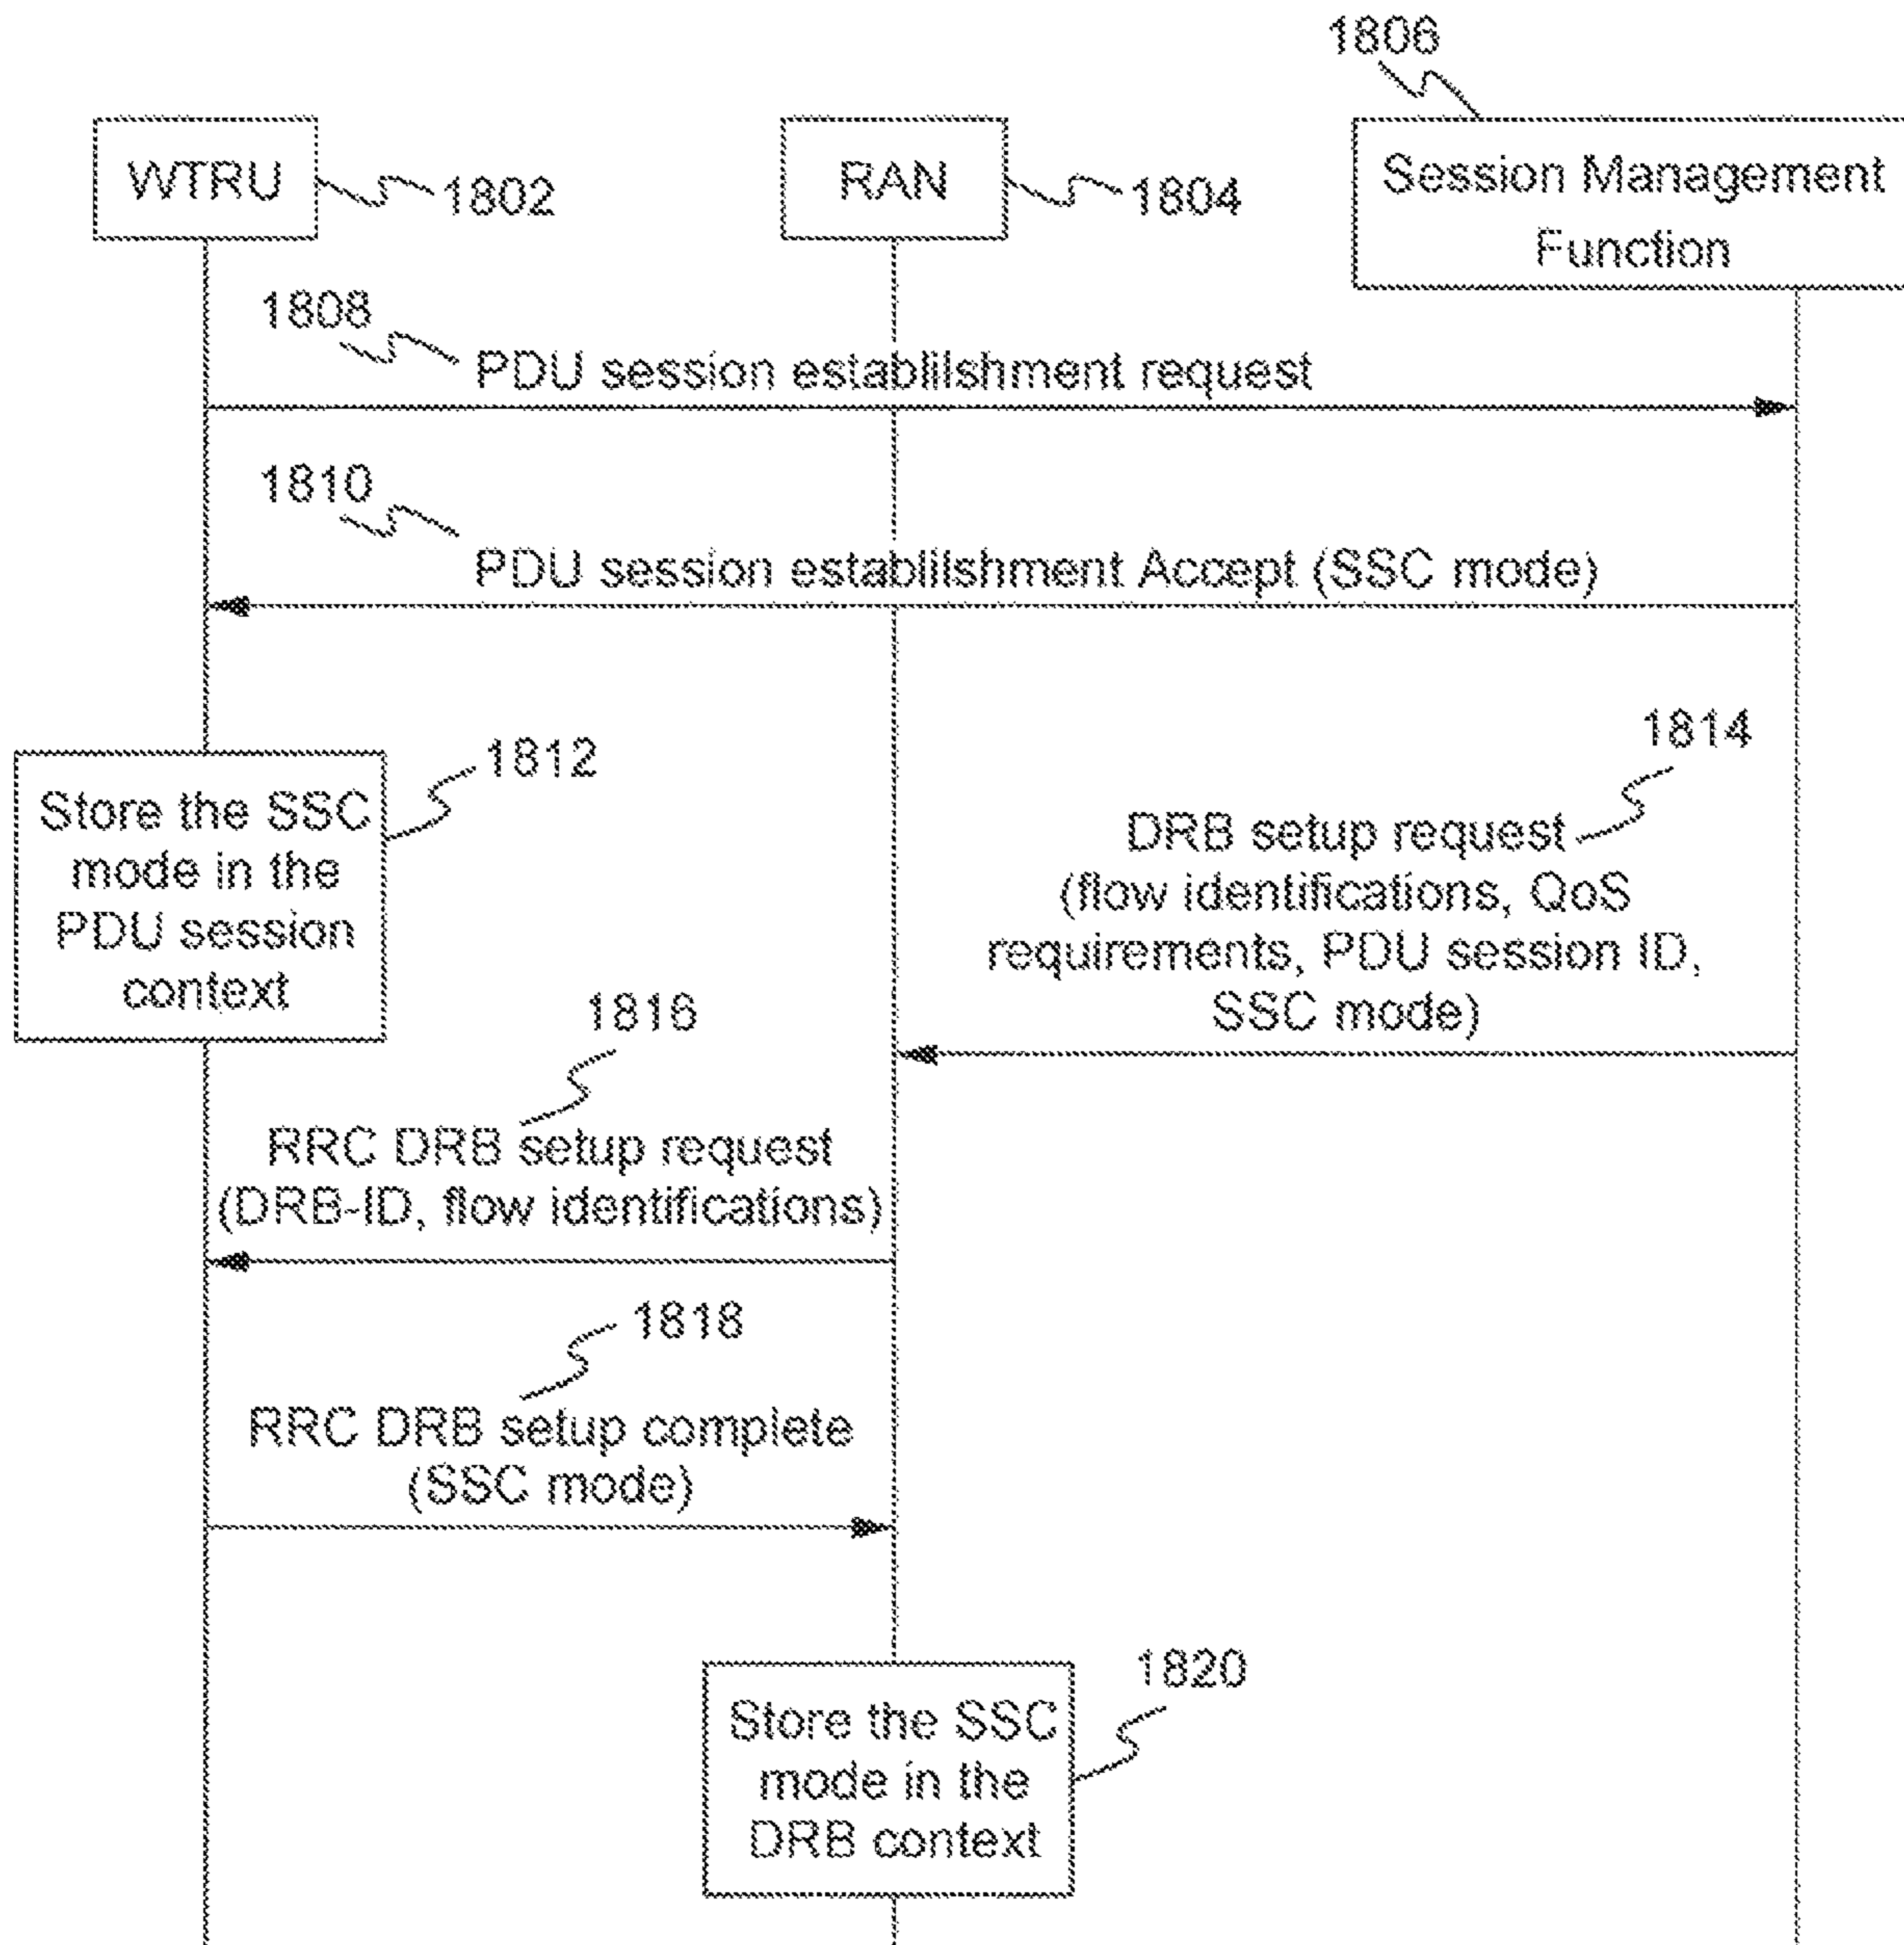 1806
WTRU
1802
RAN
1804
Session Management
Function
1808
PDU session establilshment request
1810
PDU session establilshment Accept (SSC mode)
1812
Store the SSC
mode in the
PDU session
context
1814
DRB setup request
(flow identifications, QoS
requirements, PDU session ID,
SSC mode)
1816
RRC DRB setup request
(DRB-ID, flow identifications)
1818
RRC DRB setup complete
(SSC mode)
1820
Store the SSC
mode in the
DRB context